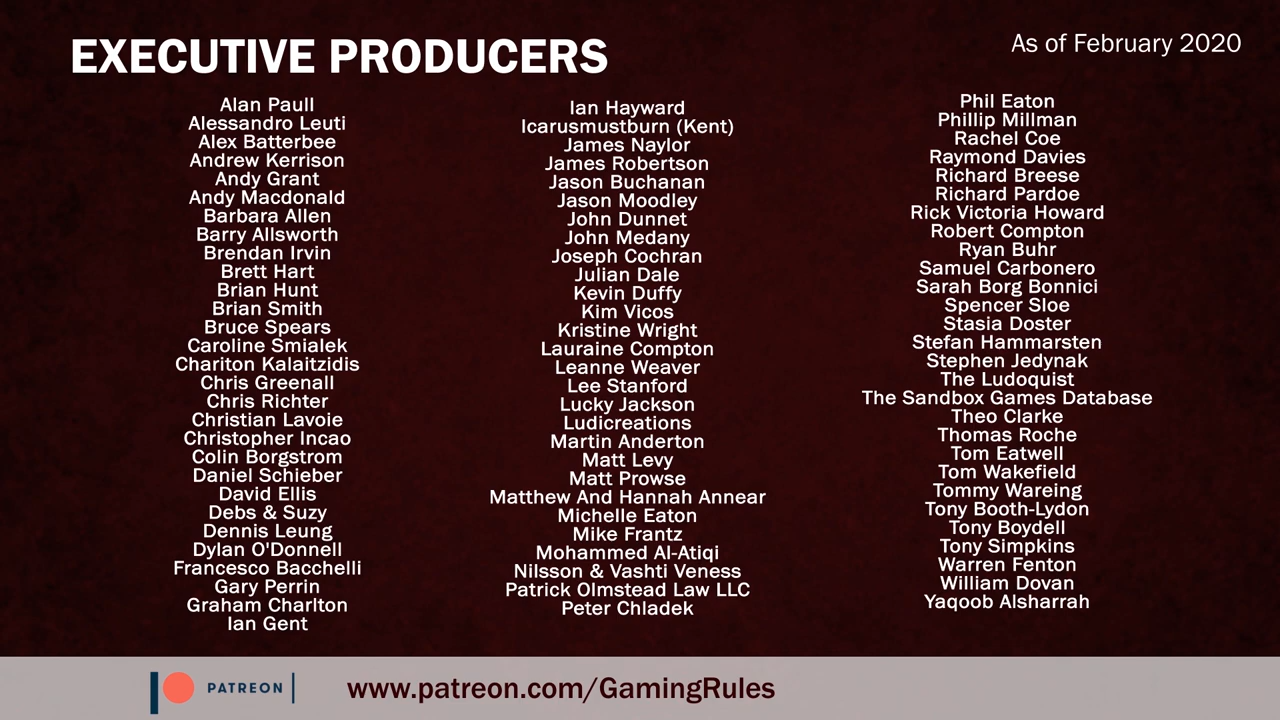 EXECUTIVE PRODUCERS
As of February 2020
Alan Paull
Alessandro Leuti
Alex Batterbee
Andrew Kerrison
Andy Grant
Andy Macdonald
Barbara Allen
Barry Allsworth
Brendan Irvin
Brett Hart
Brian Hunt
Brian Smith
Bruce Spears
Caroline Smialek
Chariton Kalaitzidis
Chris Greenall
Chris Richter
Christian Lavoie
Christopher Incao
Colin Borgstrom
Daniel Schieber
David Ellis
Debs & Suzy
Dennis Leung
Dylan O'Donnell
Francesco Bacchelli
Gary Perrin
Graham Charlton
Ian Gent
Ian Hayward
Icarusmustburn (Kent)
James Naylor
James Robertson
Jason Buchanan
Jason Moodley
John Dunnet
John Medany
Joseph Cochran
Julian Dale
Kevin Duffy
Kim Vicos
Kristine Wright
Lauraine Compton
Leanne Weaver
Lee Stanford
Lucky Jackson
Ludicreations
Martin Anderton
Matt Levy
Matt Prowse
Matthew And Hannah Annear
Michelle Eaton
Mike Frantz
Mohammed Al-Atiqi
Nilsson & Vashti Veness
Patrick Olmstead Law LLC
Peter Chladek
Phil Eaton
Phillip Millman
Rachel Coe
Raymond Davies
Richard Breese
Richard Pardoe
Rick Victoria Howard
Robert Compton
Ryan Buhr
Samuel Carbonero
Sarah Borg Bonnici
Spencer Sloe
Stasia Doster
Stefan Hammarsten
Stephen Jedynak
The Ludoquist
The Sandbox Games Database
Theo Clarke
Thomas Roche
Tom Eatwell
Tom Wakefield
Tommy Wareing
Tony Booth-Lydon
Tony Boydell
Tony Simpkins
Warren Fenton
William Dovan
Yaqoob Alsharrah
PATREON
www.patreon.com/GamingRules